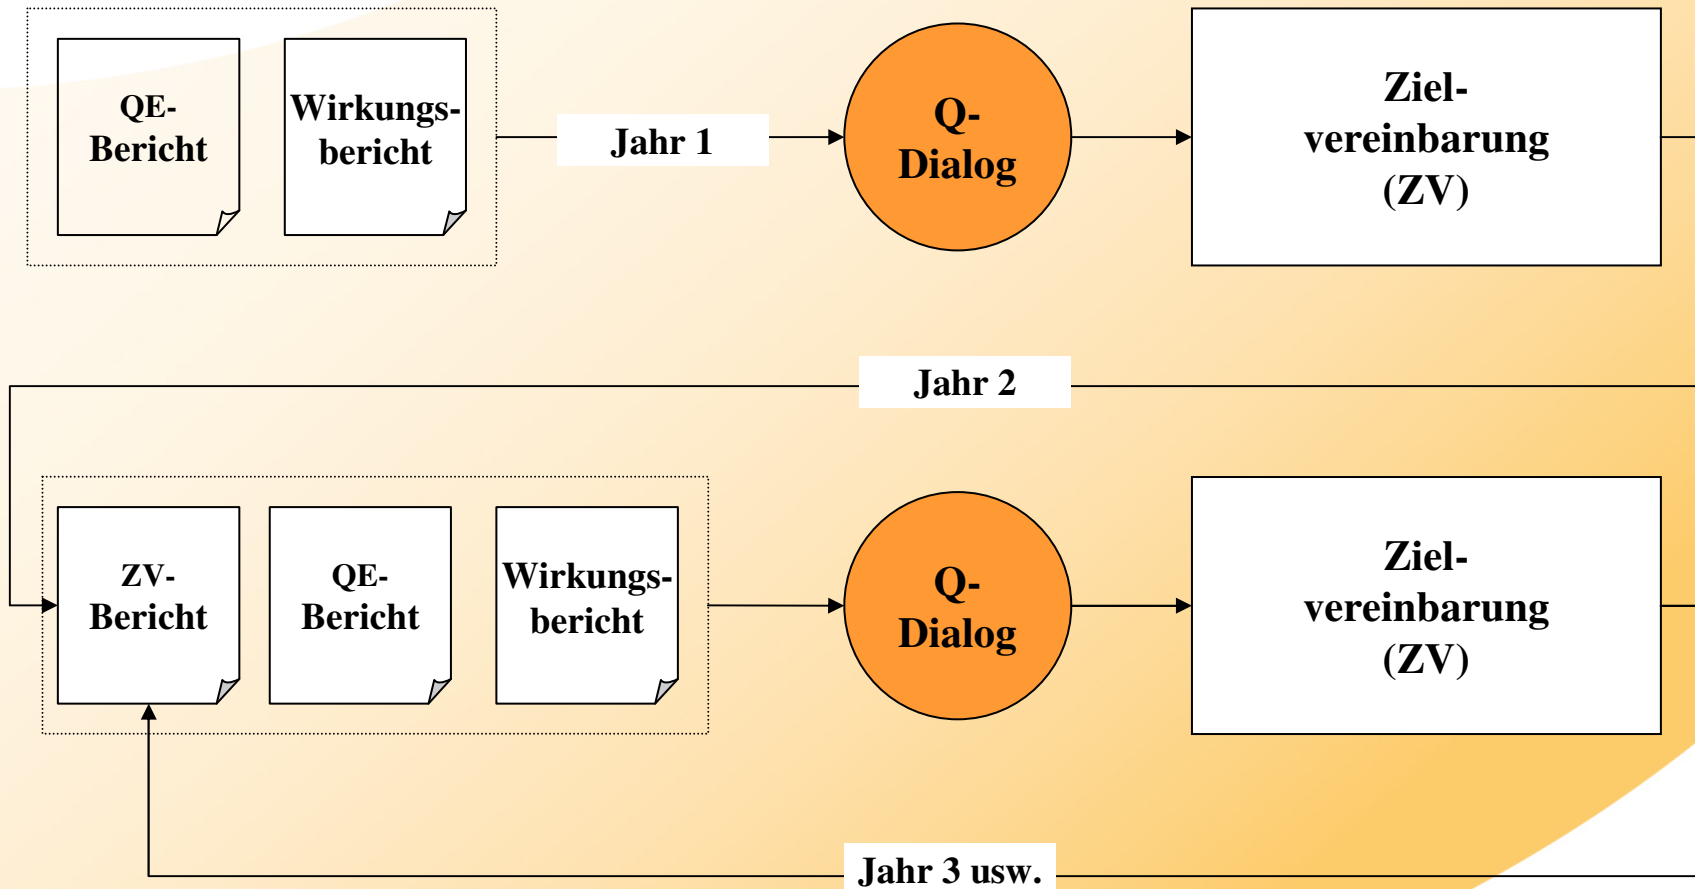 QE-
Bericht
Wirkungs-
bericht
Jahr 1
Q-
Dialog
Ziel-
vereinbarung
(ZV)
Jahr 2
ZV-
Bericht
QE-
Bericht
Wirkungs-
bericht
Q-
Dialog
Ziel-
vereinbarung
(ZV)
Jahr 3 usw.